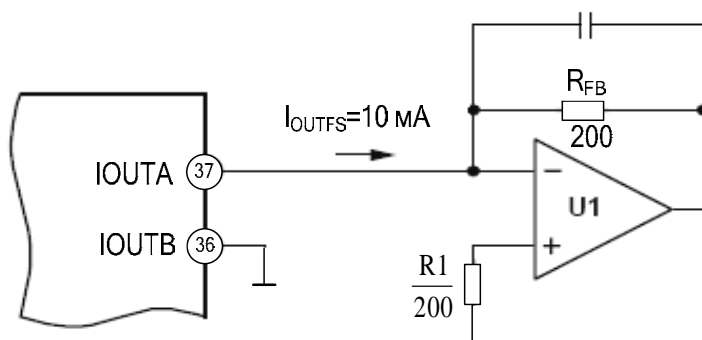 R_FB
200
I_OUTFS=10 мА
IOUTA 37
− U1
IOUTB 36
+
R1
200